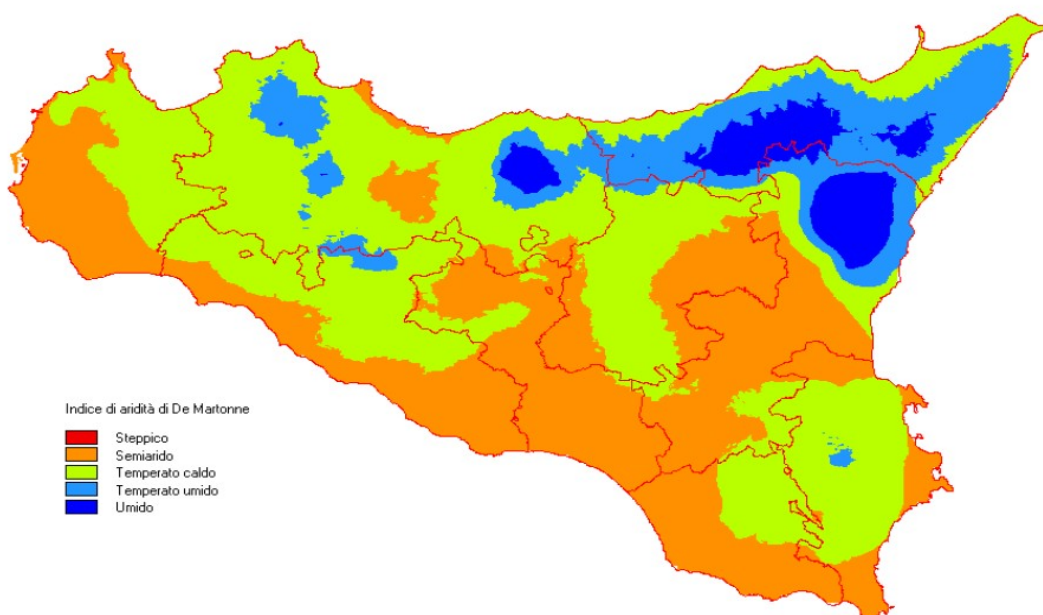 Indice di aridità di De Martonne
Steppico
Semiarido
Temperato caldo
Temperato umido
Umido